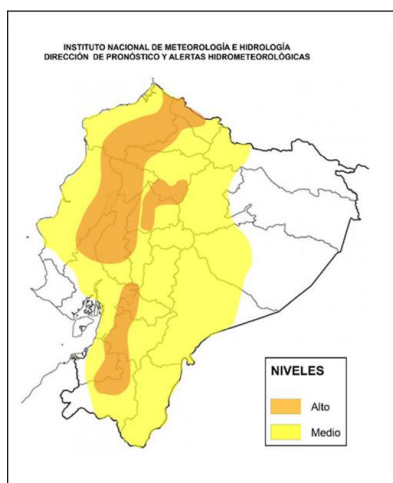 INSTITUTO NACIONAL DE METEOROLOGÍA E HIDROLOGÍA
DIRECCIÓN DE PRONÓSTICO Y ALERTAS HIDROMETEOROLÓGICAS
NIVELES
Alto
Medio